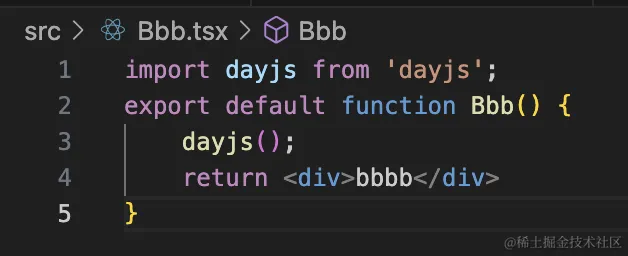 src > Bbb.tsx > Bbb
1 import dayjs from 'dayjs';
2 export default function Bbb() {
3     dayjs();
4     return <div>bbbb</div>
5 }
@稀土掘金技术社区